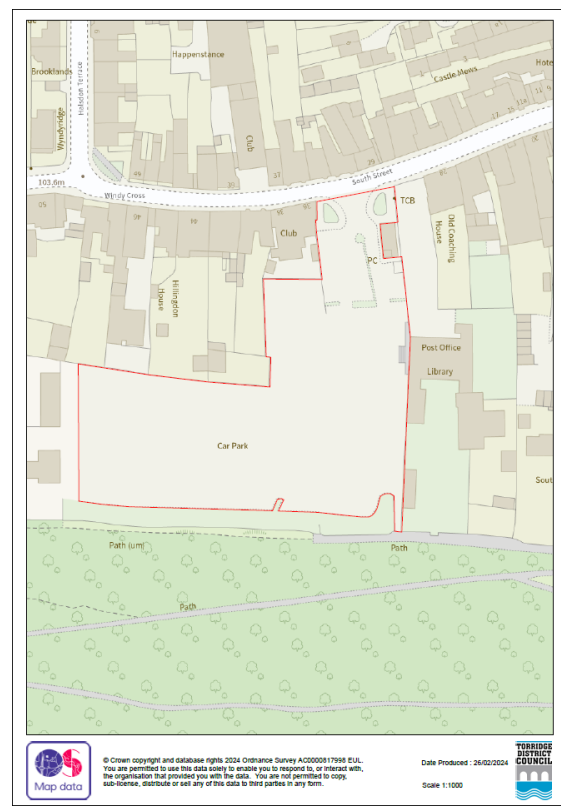 Happenstance
Brooklands
Halsdon Terrace
Wyndyridge
Castle Mews
Hote
Club
103.6m
Windy Cross
South Street
TCB
Club
PC
Old Coaching
House
Hillingdon
House
Post Office
Library
Car Park
Sout
Path (um)
Path
Path
Map data
© Crown copyright and database rights 2024 Ordnance Survey AC0000817998 EUL.
You are permitted to use this data solely to enable you to respond to, or interact with,
the organisation that provided you with the data. You are not permitted to copy,
sub-license, distribute or sell any of this data to third parties in any form.
Date Produced : 26/02/2024
Scale 1:1000
TORRIDGE
DISTRICT
COUNCIL